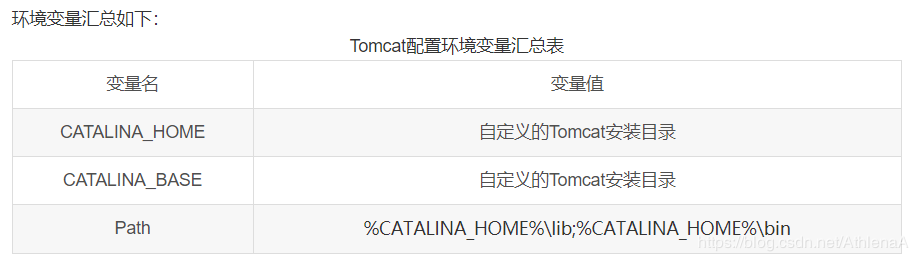 环境变量汇总如下：
Tomcat配置环境变量汇总表
变量名 变量值
CATALINA_HOME 自定义的Tomcat安装目录
CATALINA_BASE 自定义的Tomcat安装目录
Path %CATALINA_HOME%\lib;%CATALINA_HOME%\bin
https://blog.csdn.net/AthlenaA